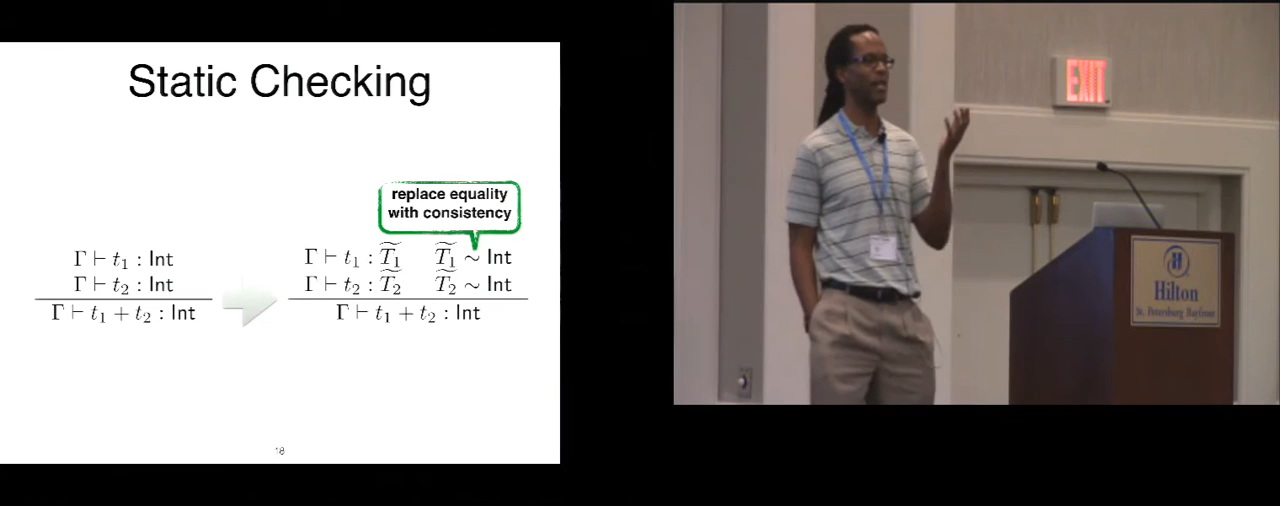 Static Checking
replace equality
with consistency
Γ ⊢ t₁ : Int
Γ ⊢ t₂ : Int
Γ ⊢ t₁ + t₂ : Int
Γ ⊢ t₁ : T̃₁ T̃₁ ∼ Int
Γ ⊢ t₂ : T̃₂ T̃₂ ∼ Int
Γ ⊢ t₁ + t₂ : Int
18
EXIT
H
Hilton
St. Petersburg Bayfront